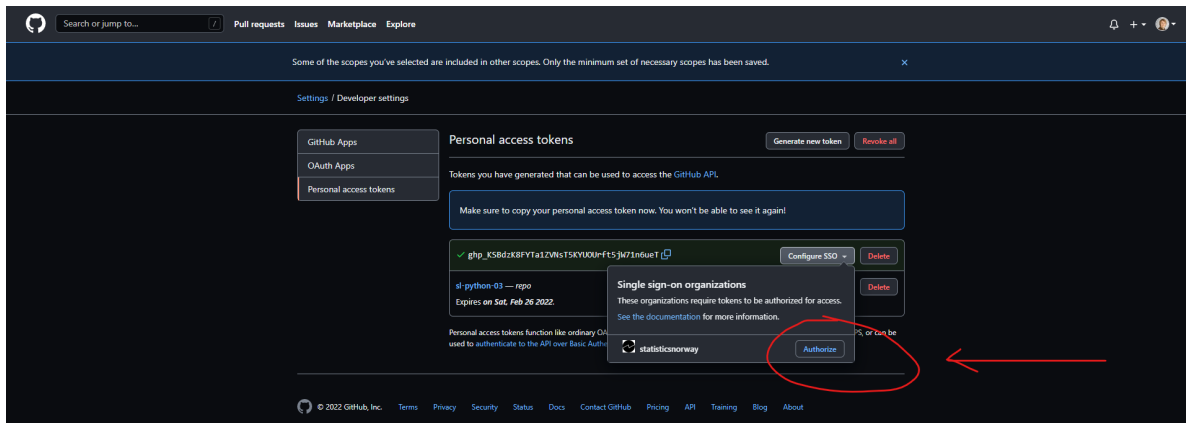 Search or jump to...
/
Pull requests Issues Marketplace Explore
Some of the scopes you've selected are included in other scopes. Only the minimum set of necessary scopes has been saved.
Settings / Developer settings
GitHub Apps
OAuth Apps
Personal access tokens
Personal access tokens
Generate new token
Revoke all
Tokens you have generated that can be used to access the GitHub API.
Make sure to copy your personal access token now. You won't be able to see it again!
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
Configure SSO
Delete
sl-python-03 — repo
Delete
Expires on Sat, Feb 26 2022.
Single sign-on organizations
These organizations require tokens to be authorized for access.
See the documentation for more information.
statisticsnorway
Authorize
Personal access tokens function like ordinary OA PS, or can be
used to authenticate to the API over Basic Authe
© 2022 GitHub, Inc. Terms Privacy Security Status Docs Contact GitHub Pricing API Training Blog About